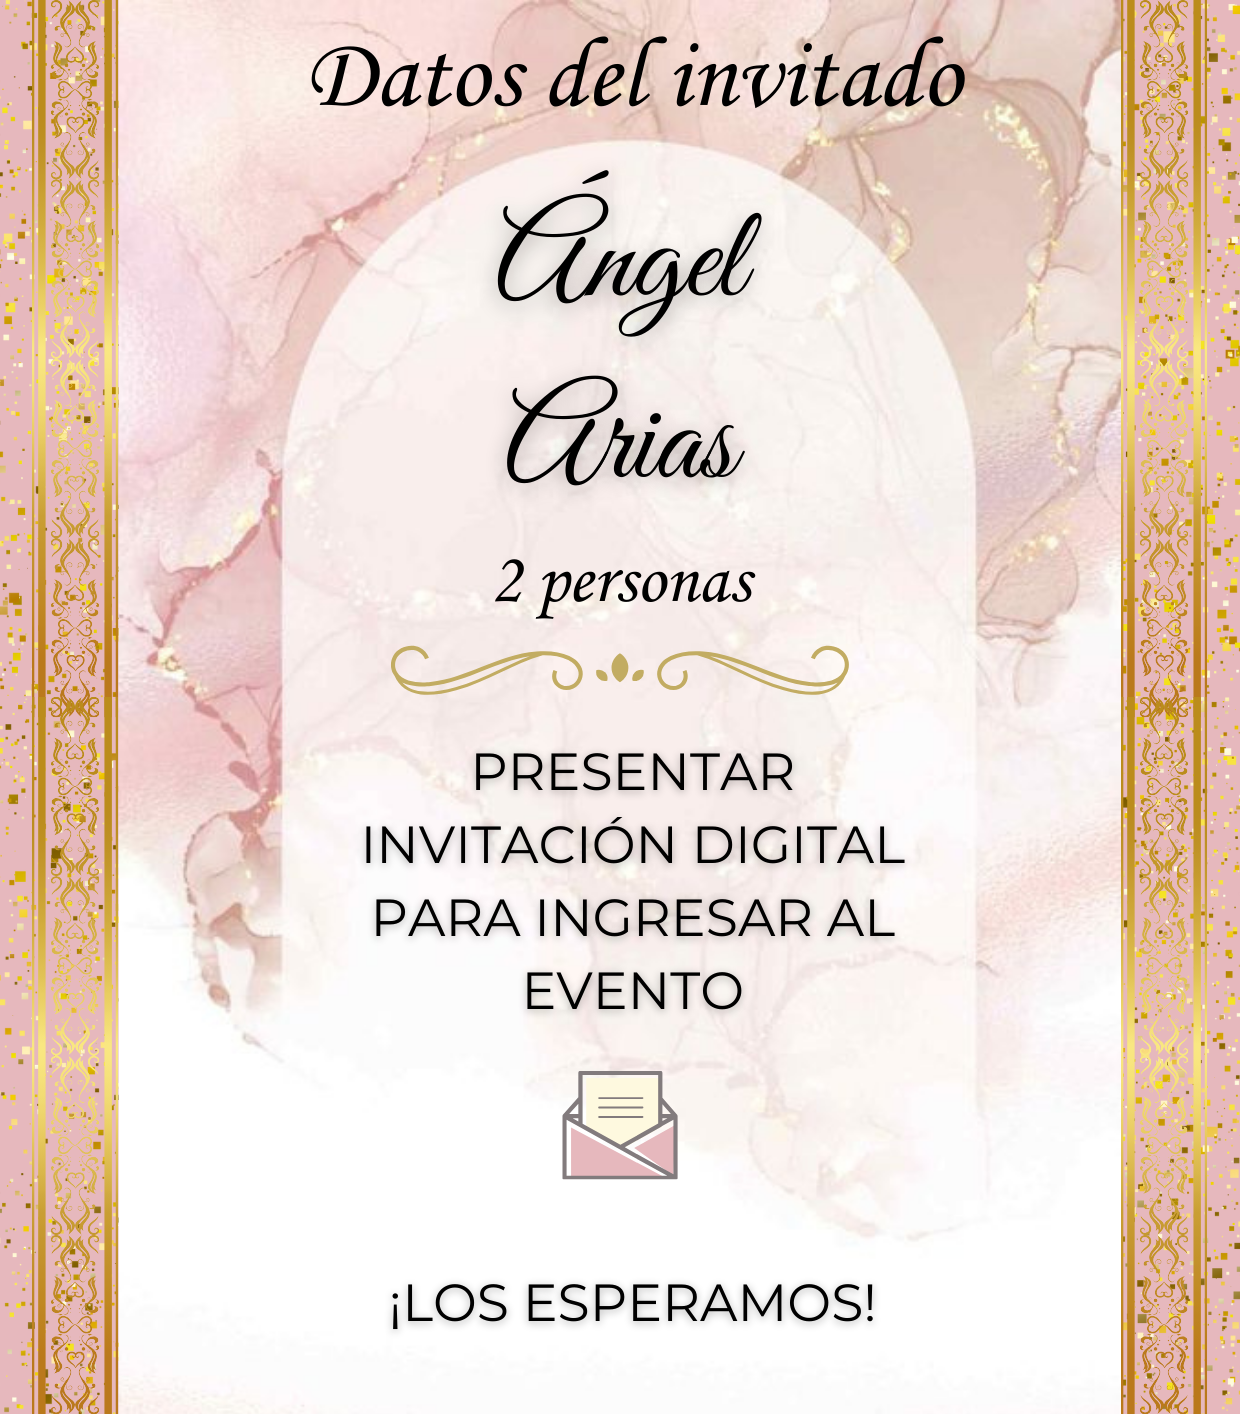 Datos del invitado
Ángel
Arias
2 personas
PRESENTAR
INVITACIÓN DIGITAL
PARA INGRESAR AL
EVENTO
¡LOS ESPERAMOS!